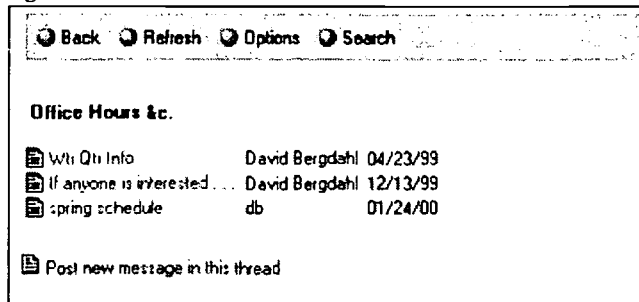 Back Refresh Options Search
Office Hours &c.
Wtr Qtr Info David Bergdahl 04/23/99
If anyone is interested . . . David Bergdahl 12/13/99
spring schedule db 01/24/00
Post new message in this thread